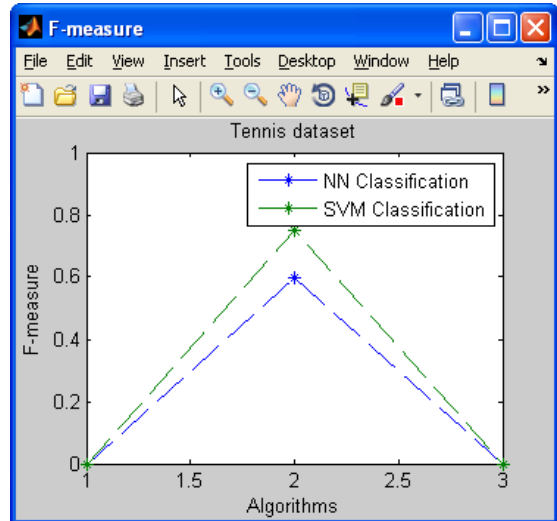 F-measure
File Edit View Insert Tools Desktop Window Help
Tennis dataset
NN Classification
SVM Classification
F-measure
1
0.8
0.6
0.4
0.2
0
1 1.5 2 2.5 3
Algorithms